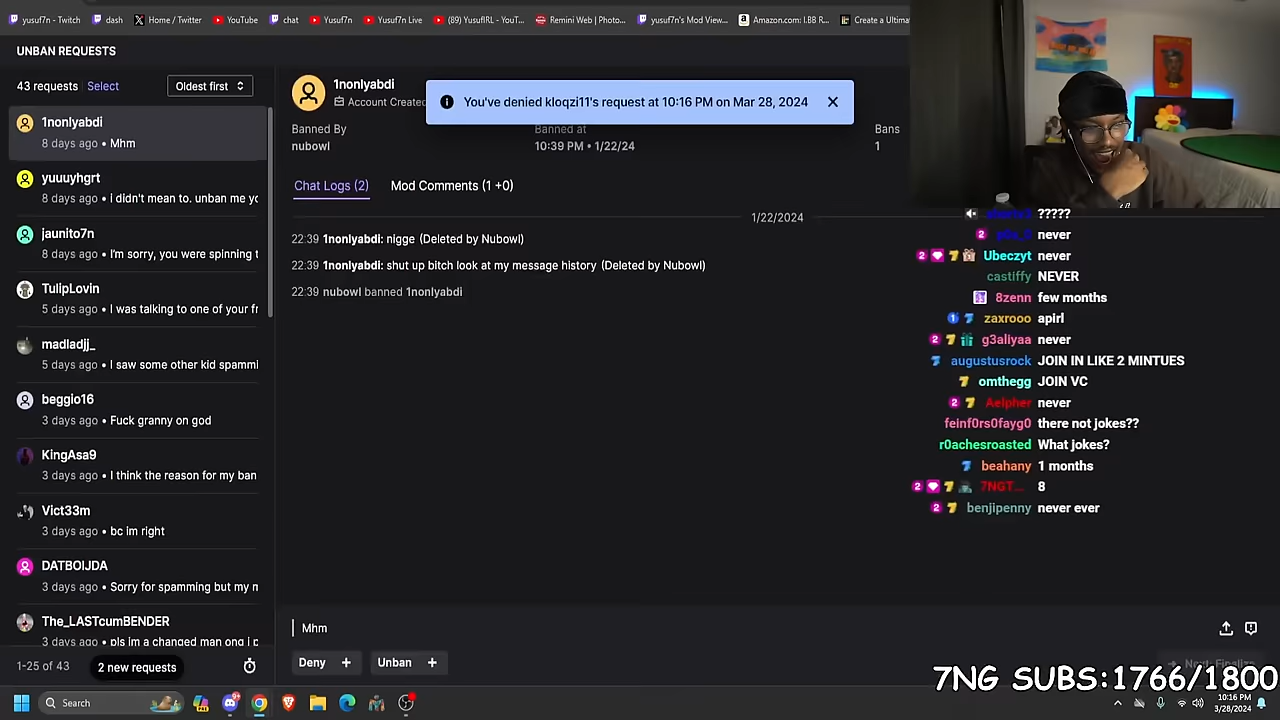 yusuf7n - Twitch
dash
Home / Twitter
YouTube
chat
Yusuf7n
Yusuf7n Live
(89) YusufIRL - YouT...
Remini Web | Photo...
yusuf7n's Mod View...
Amazon.com: I.BB R...
Create a Ultima
UNBAN REQUESTS
43 requests
Select
Oldest first
1nonlyabdi
8 days ago • Mhm
yuuuyhgrt
8 days ago • I didn't mean to. unban me yo
jaunito7n
8 days ago • I'm sorry, you were spinning t
TulipLovin
5 days ago • I was talking to one of your fr
madladjj_
5 days ago • I saw some other kid spammi
beggio16
3 days ago • Fuck granny on god
KingAsa9
3 days ago • I think the reason for my ban
Vict33m
3 days ago • bc im right
DATBOIJDA
3 days ago • Sorry for spamming but my m
The_LASTcumBENDER
3 days ago • pls im a changed man ong i p
1-25 of 43
2 new requests
1nonlyabdi
Account Created
You've denied kloqzi11's request at 10:16 PM on Mar 28, 2024
Banned By
nubowl
Banned at
10:39 PM • 1/22/24
Bans
1
Chat Logs (2)
Mod Comments (1 +0)
1/22/2024
22:39 1nonlyabdi: nigge (Deleted by Nubowl)
22:39 1nonlyabdi: shut up bitch look at my message history (Deleted by Nubowl)
22:39 nubowl banned 1nonlyabdi
?????
never
Ubeczyt never
castiffy NEVER
8zenn few months
zaxrooo apirl
g3aliyaa never
augustusrock JOIN IN LIKE 2 MINTUES
omthegg JOIN VC
Aelpher never
feinf0rs0fayg0 there not jokes??
r0achesroasted What jokes?
beahany 1 months
7NGT... 8
benjipenny never ever
Mhm
Deny +
Unban +
Next: Finalize
7NG SUBS:1766/1800
Search
10:16 PM
3/28/2024